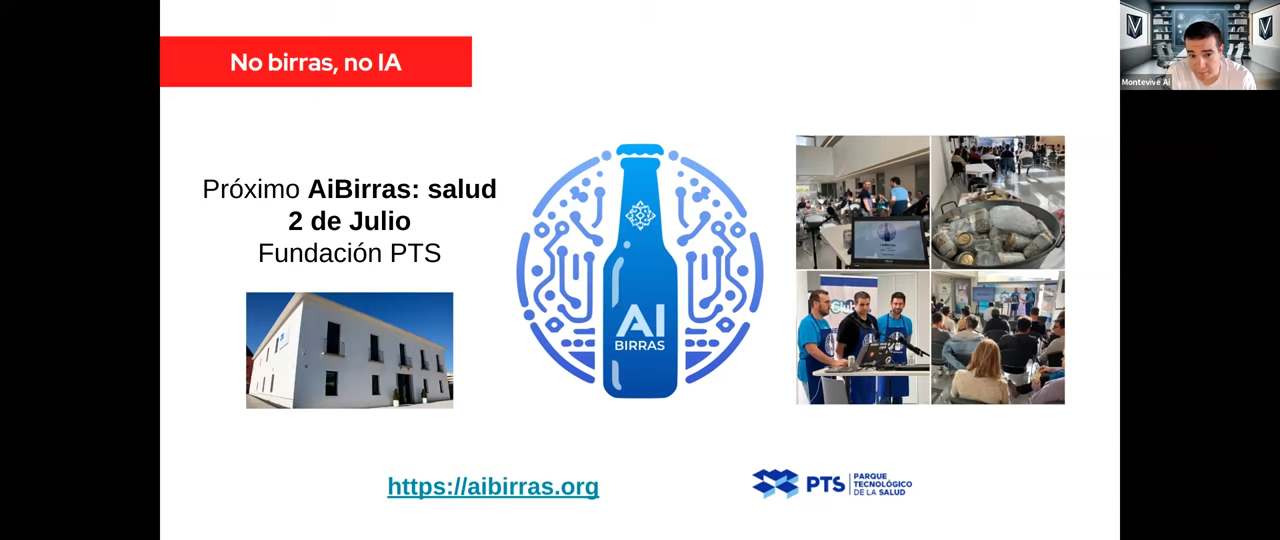 No birras, no IA
Montevive Ai
Próximo AiBirras: salud
2 de Julio
Fundación PTS
AI
BIRRAS
https://aibirras.org
PTS
PARQUE
TECNOLÓGICO
DE LA SALUD